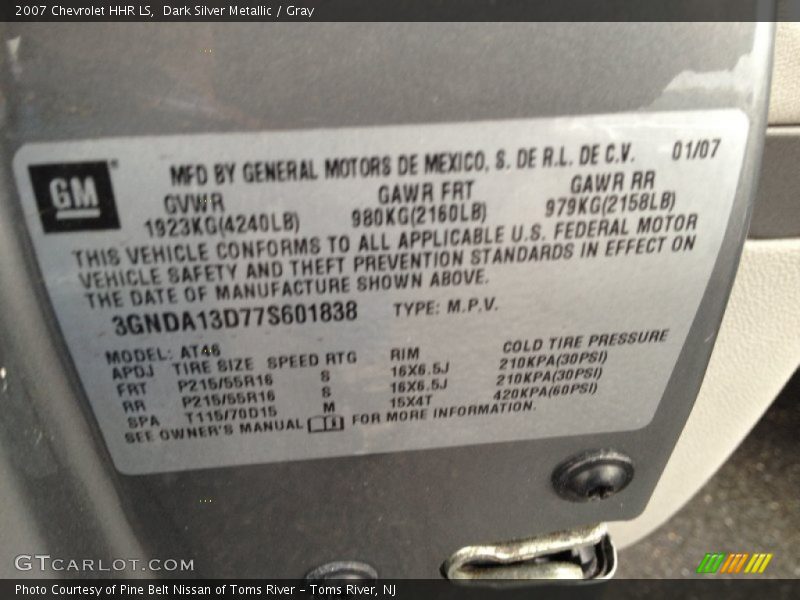 2007 Chevrolet HHR LS,  Dark Silver Metallic / Gray
GM
MFD BY GENERAL MOTORS DE MEXICO, S. DE R.L. DE C.V. 01/07
GVWR GAWR FRT GAWR RR
1923KG(4240LB) 980KG(2160LB) 979KG(2158LB)
THIS VEHICLE CONFORMS TO ALL APPLICABLE U.S. FEDERAL MOTOR
VEHICLE SAFETY AND THEFT PREVENTION STANDARDS IN EFFECT ON
THE DATE OF MANUFACTURE SHOWN ABOVE.
3GNDA13D77S601838 TYPE: M.P.V.
MODEL: AT46
APDJ TIRE SIZE SPEED RTG RIM COLD TIRE PRESSURE
FRT P215/55R16 S 16X6.5J 210KPA(30PSI)
RR P215/55R16 S 16X6.5J 210KPA(30PSI)
SPA T115/70D15 M 15X4T 420KPA(60PSI)
SEE OWNER'S MANUAL FOR MORE INFORMATION.
GTCARLOT.COM
Photo Courtesy of Pine Belt Nissan of Toms River - Toms River, NJ